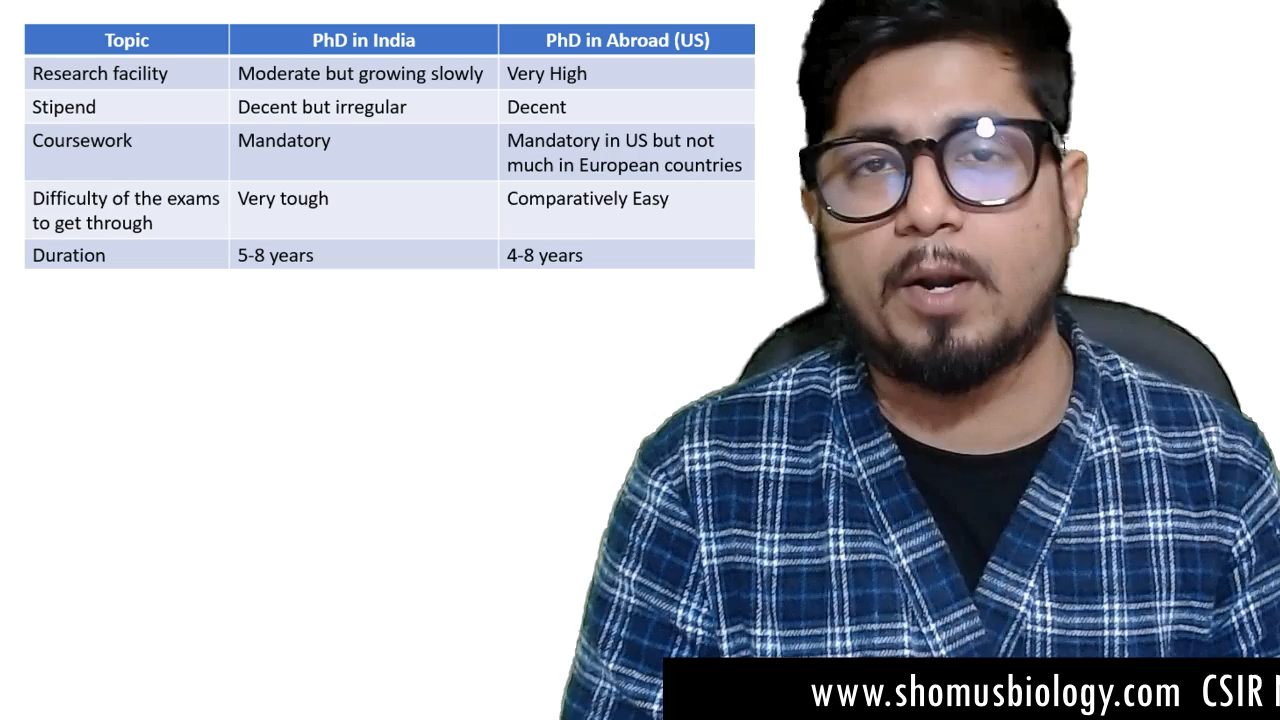 Topic PhD in India PhD in Abroad (US)
Research facility Moderate but growing slowly Very High
Stipend Decent but irregular Decent
Coursework Mandatory Mandatory in US but not
much in European countries
Difficulty of the exams Very tough Comparatively Easy
to get through
Duration 5-8 years 4-8 years
www.shomusbiology.com CSIR